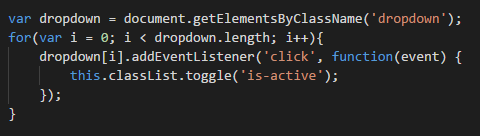 var dropdown = document.getElementsByClassName('dropdown');
for(var i = 0; i < dropdown.length; i++){
    dropdown[i].addEventListener('click', function(event) {
        this.classList.toggle('is-active');
    });
}